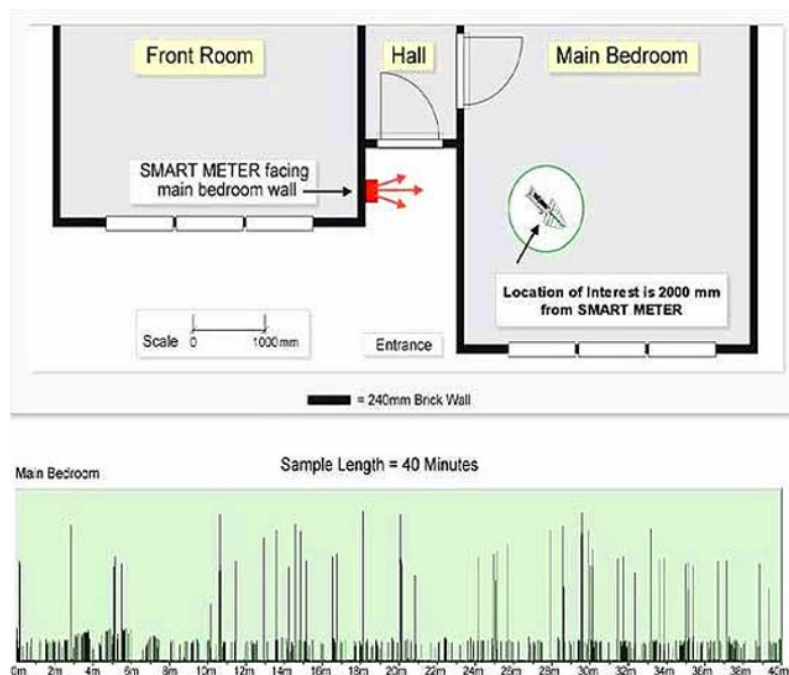 Front Room
Hall
Main Bedroom
SMART METER facing
main bedroom wall
Location of Interest is 2000 mm
from SMART METER
Scale 0 1000 mm
Entrance
= 240mm Brick Wall
Main Bedroom
Sample Length = 40 Minutes
0m 2m 4m 6m 8m 10m 12m 14m 16m 18m 20m 22m 24m 26m 28m 30m 32m 34m 36m 38m 40m